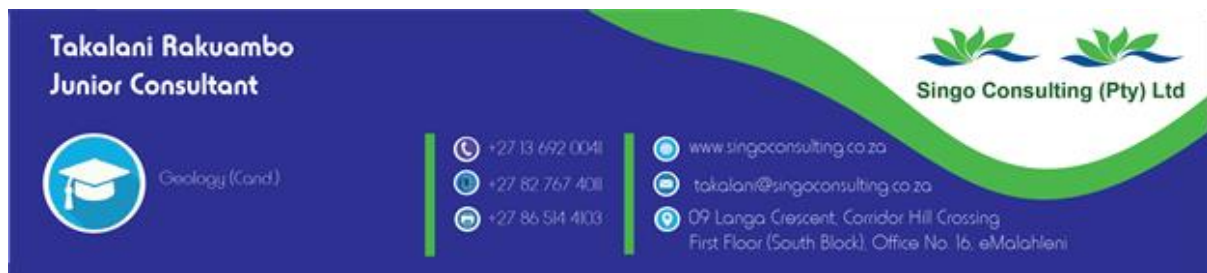 Takalani Rakuambo
Junior Consultant
Singo Consulting (Pty) Ltd
Geology (Cand.)
+27 13 692 0041
+27 82 767 4011
+27 86 514 4103
www.singoconsulting.co.za
takalani@singoconsulting.co.za
09 Langa Crescent, Corridor Hill Crossing
First Floor (South Block), Office No. 16, eMalahleni